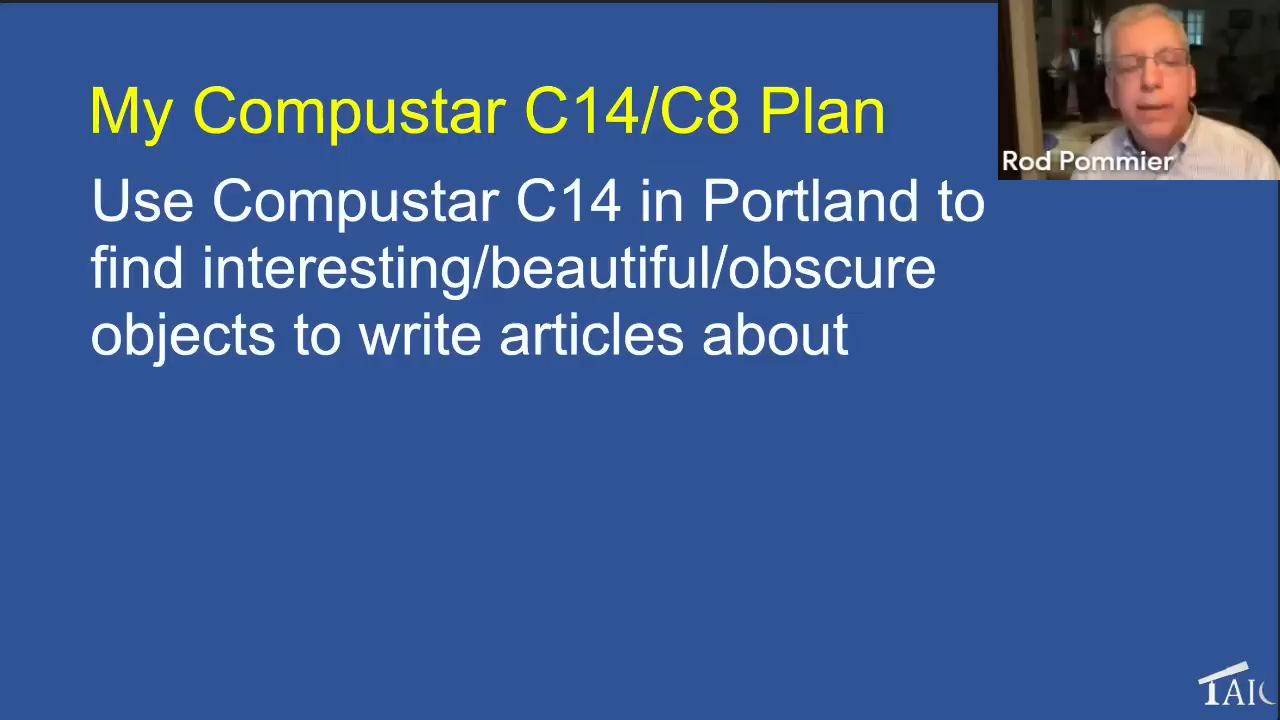 My Compustar C14/C8 Plan
Rod Pommier
Use Compustar C14 in Portland to
find interesting/beautiful/obscure
objects to write articles about
TAIC